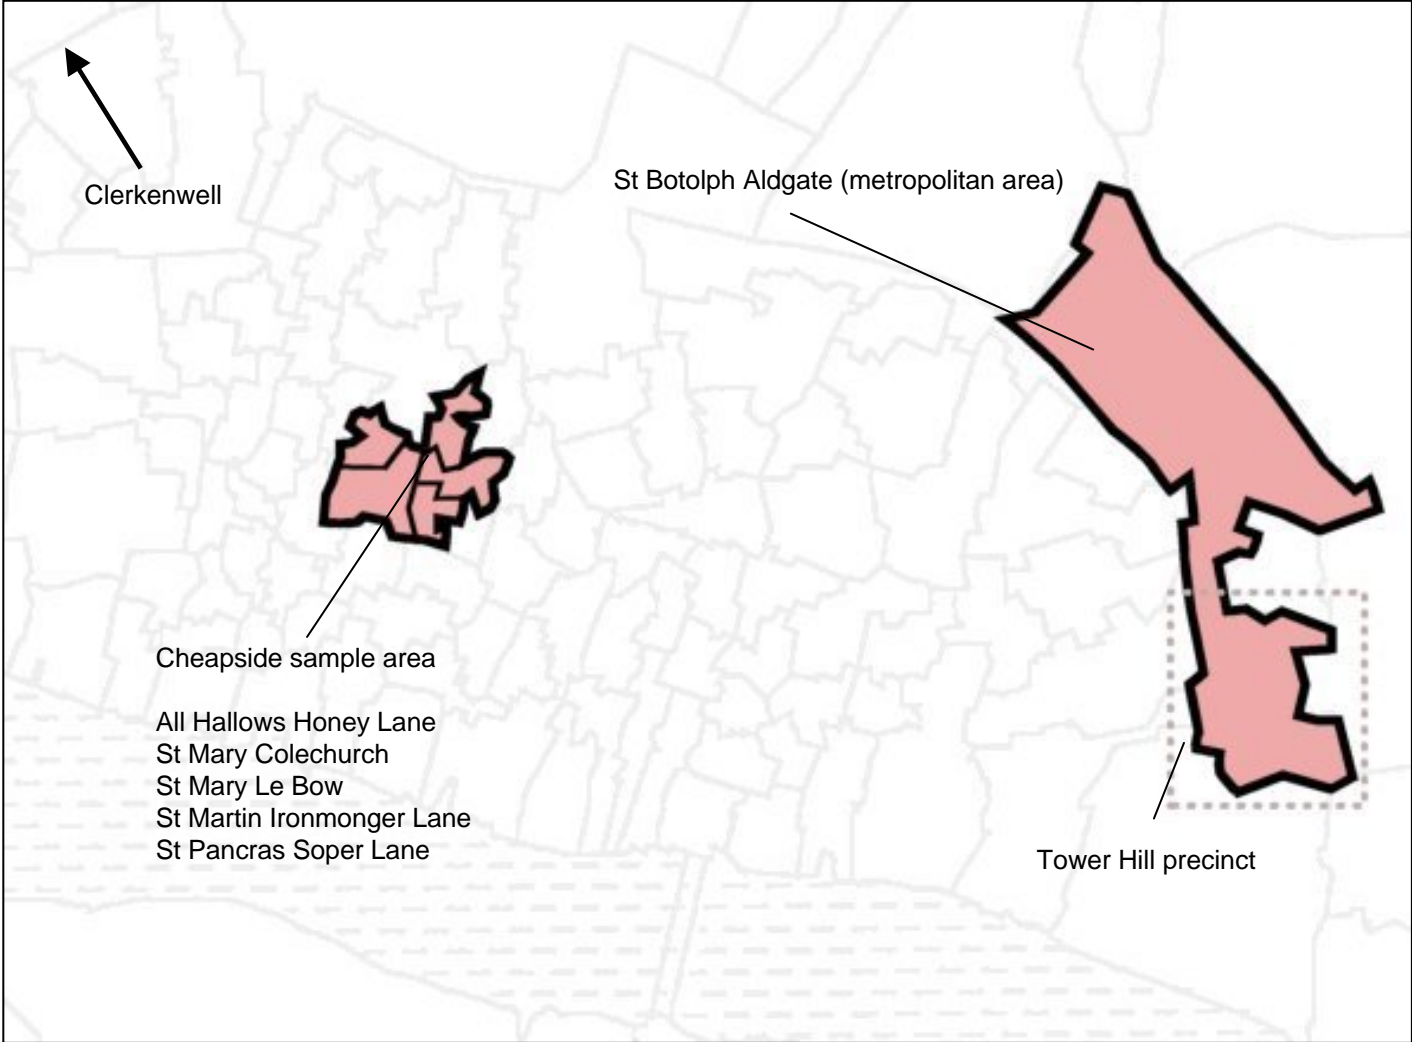 Clerkenwell
St Botolph Aldgate (metropolitan area)
Cheapside sample area
All Hallows Honey Lane
St Mary Colechurch
St Mary Le Bow
St Martin Ironmonger Lane
St Pancras Soper Lane
Tower Hill precinct